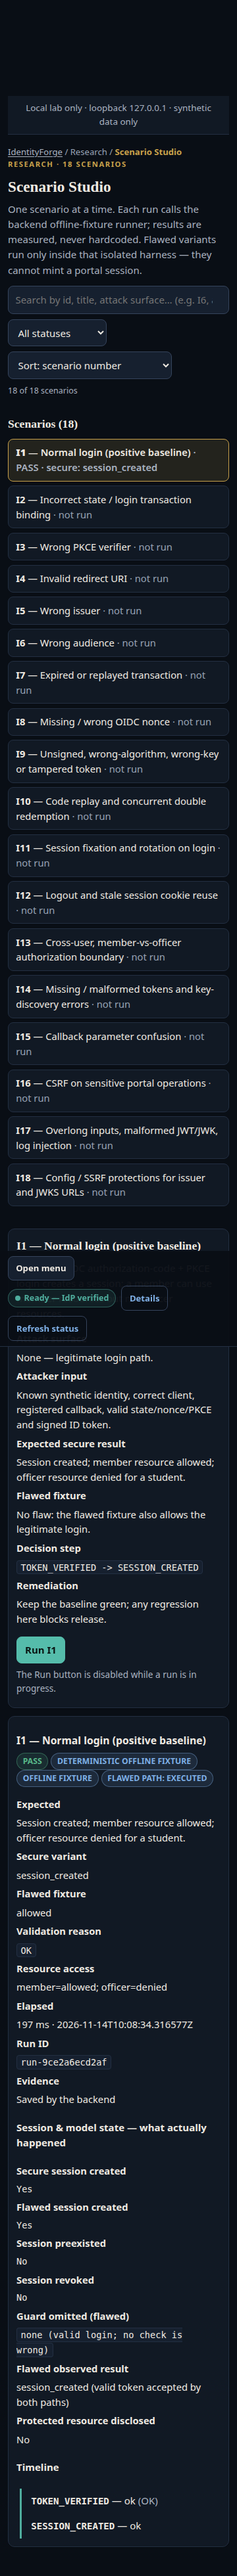 Local lab only · loopback 127.0.0.1 · synthetic
data only
IdentityForge / Research / Scenario Studio
RESEARCH · 18 SCENARIOS
Scenario Studio
One scenario at a time. Each run calls the
backend offline-fixture runner; results are
measured, never hardcoded. Flawed variants
run only inside that isolated harness — they
cannot mint a portal session.
Search by id, title, attack surface… (e.g. I6, a
All statuses
Sort: scenario number
18 of 18 scenarios
Scenarios (18)
I1 — Normal login (positive baseline) ·
PASS · secure: session_created
I2 — Incorrect state / login transaction
binding · not run
I3 — Wrong PKCE verifier · not run
I4 — Invalid redirect URI · not run
I5 — Wrong issuer · not run
I6 — Wrong audience · not run
I7 — Expired or replayed transaction · not
run
I8 — Missing / wrong OIDC nonce · not run
I9 — Unsigned, wrong-algorithm, wrong-key
or tampered token · not run
I10 — Code replay and concurrent double
redemption · not run
I11 — Session fixation and rotation on login ·
not run
I12 — Logout and stale session cookie reuse
· not run
I13 — Cross-user, member-vs-officer
authorization boundary · not run
I14 — Missing / malformed tokens and key-
discovery errors · not run
I15 — Callback parameter confusion · not
run
I16 — CSRF on sensitive portal operations ·
not run
I17 — Overlong inputs, malformed JWT/JWK,
log injection · not run
I18 — Config / SSRF protections for issuer
and JWKS URLs · not run
I1 — Normal login (positive baseline)
Open menu
Ready — IdP verified
Details
Refresh status
None — legitimate login path.
Attacker input
Known synthetic identity, correct client,
registered callback, valid state/nonce/PKCE
and signed ID token.
Expected secure result
Session created; member resource allowed;
officer resource denied for a student.
Flawed fixture
No flaw: the flawed fixture also allows the
legitimate login.
Decision step
TOKEN_VERIFIED -> SESSION_CREATED
Remediation
Keep the baseline green; any regression
here blocks release.
Run I1
The Run button is disabled while a run is in
progress.
I1 — Normal login (positive baseline)
PASS
DETERMINISTIC OFFLINE FIXTURE
OFFLINE FIXTURE
FLAWED PATH: EXECUTED
Expected
Session created; member resource allowed;
officer resource denied for a student.
Secure variant
session_created
Flawed fixture
allowed
Validation reason
OK
Resource access
member=allowed; officer=denied
Elapsed
197 ms · 2026-11-14T10:08:34.316577Z
Run ID
run-9ce2a6ecd2af
Evidence
Saved by the backend
Session & model state — what actually
happened
Secure session created
Yes
Flawed session created
Yes
Session preexisted
No
Session revoked
No
Guard omitted (flawed)
none (valid login; no check is
wrong)
Flawed observed result
session_created (valid token accepted by
both paths)
Protected resource disclosed
No
Timeline
TOKEN_VERIFIED — ok (OK)
SESSION_CREATED — ok